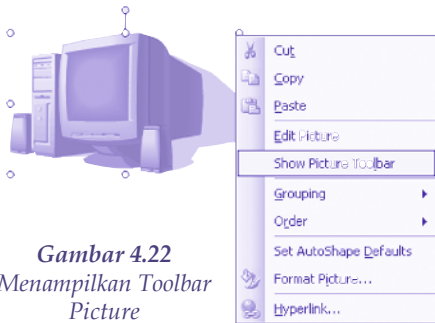 Cut
Copy
Paste
Edit Picture
Show Picture Toolbar
Grouping
Order
Set AutoShape Defaults
Format Picture...
Hyperlink...
Gambar 4.22
Menampilkan Toolbar
Picture